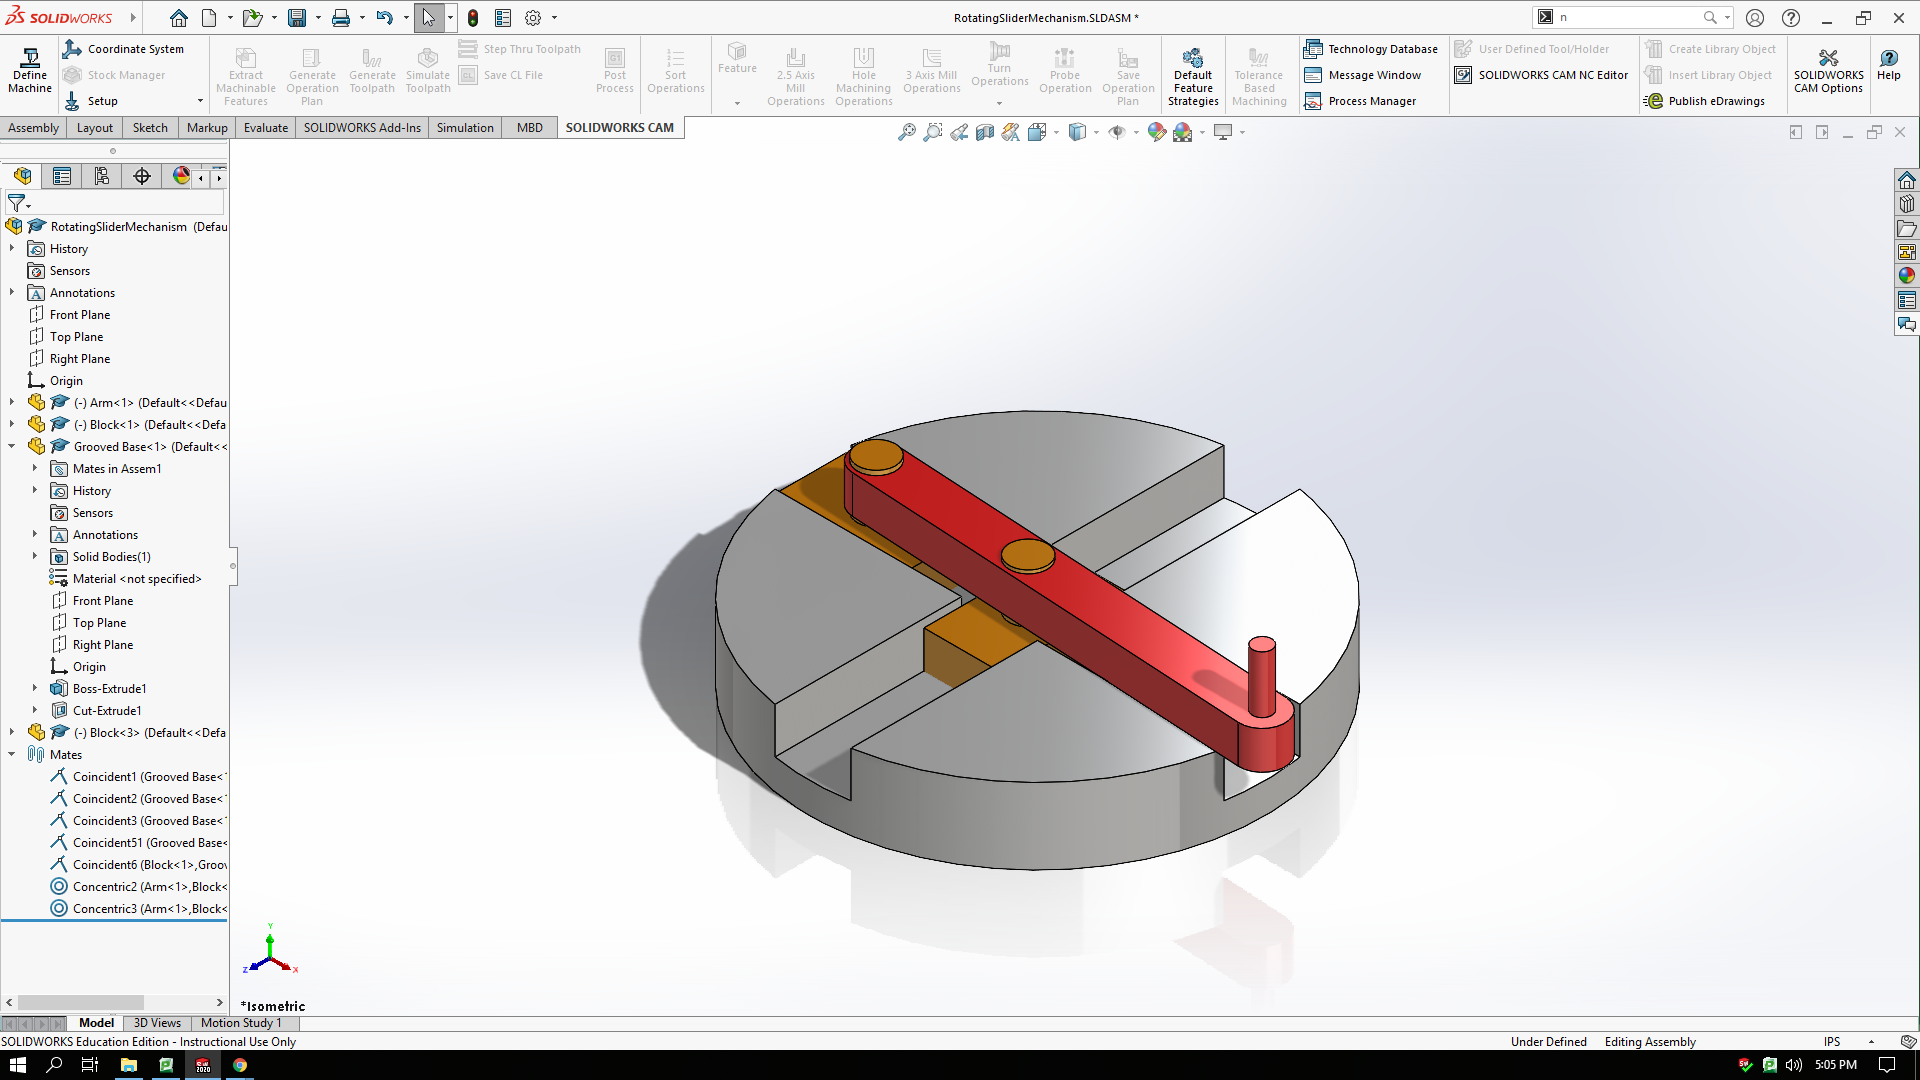 SOLIDWORKS
RotatingSliderMechanism.SLDASM *
n
Define Machine
Coordinate System
Stock Manager
Setup
Extract Machinable Features
Generate Operation Plan
Generate Toolpath
Simulate Toolpath
Step Thru Toolpath
Save CL File
Post Process
Sort Operations
Feature
2.5 Axis Mill Operations
Hole Machining Operations
3 Axis Mill Operations
Turn Operations
Probe Operation
Save Operation Plan
Default Feature Strategies
Tolerance Based Machining
Technology Database
Message Window
Process Manager
User Defined Tool/Holder
SOLIDWORKS CAM NC Editor
Create Library Object
Insert Library Object
Publish eDrawings
SOLIDWORKS CAM Options
Help
Assembly Layout Sketch Markup Evaluate SOLIDWORKS Add-Ins Simulation MBD SOLIDWORKS CAM
RotatingSliderMechanism (Defau
History
Sensors
Annotations
Front Plane
Top Plane
Right Plane
Origin
(-) Arm<1> (Default<<Defau
(-) Block<1> (Default<<Defa
Grooved Base<1> (Default<<
Mates in Assem1
History
Sensors
Annotations
Solid Bodies(1)
Material <not specified>
Front Plane
Top Plane
Right Plane
Origin
Boss-Extrude1
Cut-Extrude1
(-) Block<3> (Default<<Defa
Mates
Coincident1 (Grooved Base<1
Coincident2 (Grooved Base<1
Coincident3 (Grooved Base<1
Coincident51 (Grooved Base<
Coincident6 (Block<1>,Groov
Concentric2 (Arm<1>,Block<
Concentric3 (Arm<1>,Block<
Y
Z
X
*Isometric
Model 3D Views Motion Study 1
SOLIDWORKS Education Edition - Instructional Use Only
Under Defined Editing Assembly IPS
5:05 PM